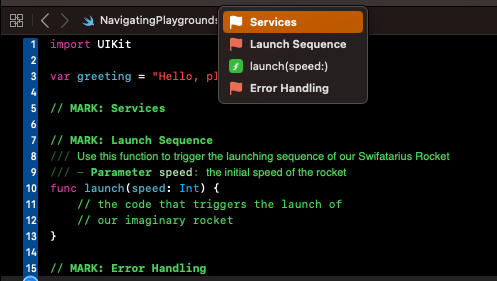 NavigatingPlayground
Services
Launch Sequence
launch(speed:)
Error Handling
1 import UIKit
2
3 var greeting = "Hello, pl
4
5 // MARK: Services
6
7 // MARK: Launch Sequence
8 /// Use this function to trigger the launching sequence of our Swifatarius Rocket
9 /// - Parameter speed: the initial speed of the rocket
10 func launch(speed: Int) {
11 // the code that triggers the launch of
12 // our imaginary rocket
13 }
14
15 // MARK: Error Handling